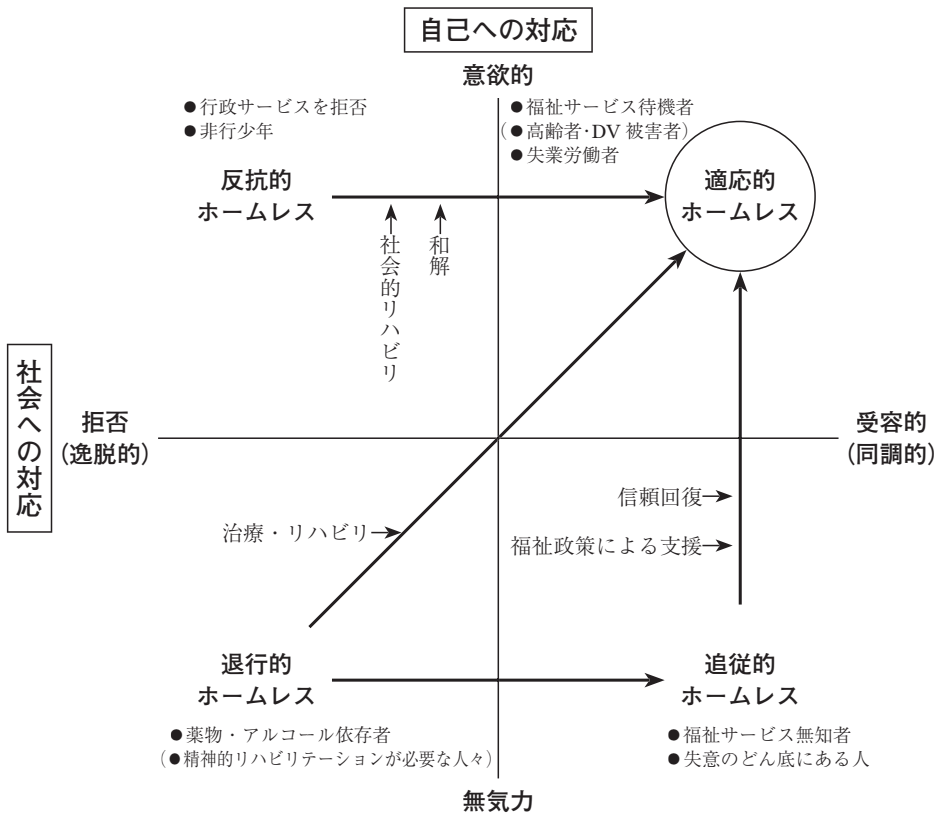 自己への対応
意欲的
●行政サービスを拒否
●非行少年
●福祉サービス待機者
(●高齢者・DV 被害者)
●失業労働者
反抗的
ホームレス
適応的
ホームレス
社会的リハビリ
和解
社会への対応
拒否
(逸脱的)
受容的
(同調的)
信頼回復
治療・リハビリ
福祉政策による支援
退行的
ホームレス
追従的
ホームレス
●薬物・アルコール依存者
(●精神的リハビリテーションが必要な人々)
●福祉サービス無知者
●失意のどん底にある人
無気力